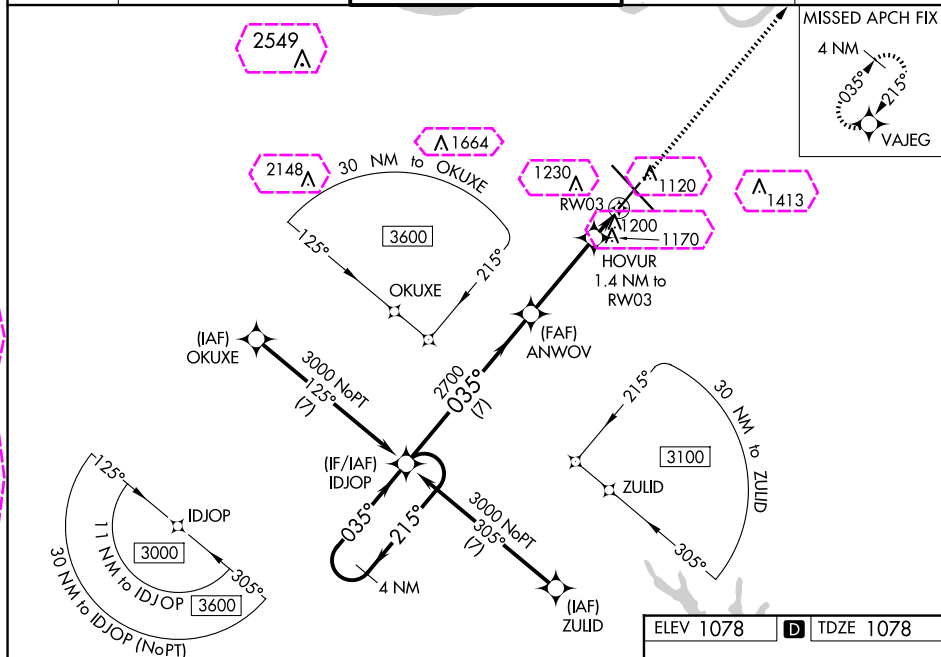 MISSED APCH FIX
4 NM
035°
215°
VAJEG
2549
1664
2148
30 NM to OKUXE
1230
1120
1413
RW03
1200
1170
3600
125°
215°
HOVUR
1.4 NM to
RW03
OKUXE
(IAF)
OKUXE
(FAF)
ANWOV
3000 NoPT
125°
(7)
2700
035°
(7)
215°
30 NM to ZULID
3100
ZULID
305°
(IF/IAF)
IDJOP
125°
IDJOP
3000
11 NM to IDJOP
305°
3600
30 NM to IDJOP (NoPT)
035°
215°
4 NM
3000 NoPT
305°
(7)
(IAF)
ZULID
ELEV 1078 D TDZE 1078